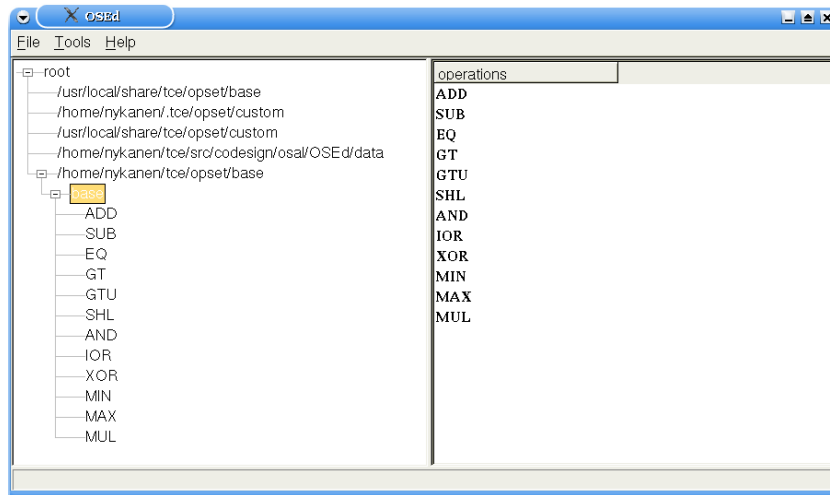 OSEd
File Tools Help
root
/usr/local/share/tce/opset/base
/home/nykanen/.tce/opset/custom
/usr/local/share/tce/opset/custom
/home/nykanen/tce/src/codesign/osal/OSEd/data
/home/nykanen/tce/opset/base
base
ADD
SUB
EQ
GT
GTU
SHL
AND
IOR
XOR
MIN
MAX
MUL
operations
ADD
SUB
EQ
GT
GTU
SHL
AND
IOR
XOR
MIN
MAX
MUL